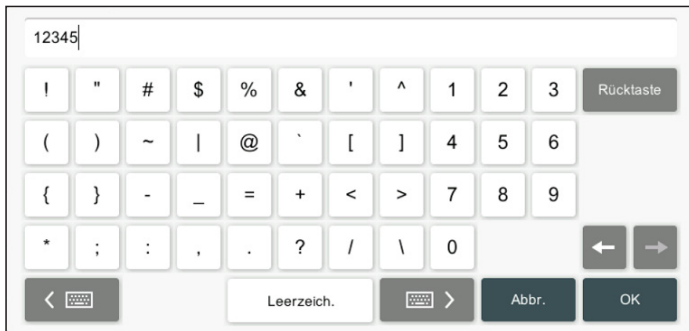 12345
! " # $ % & ' ^ 1 2 3 Rücktaste
( ) ~ | @ ` [ ] 4 5 6
{ } - _ = + < > 7 8 9
* ; : , . ? / \ 0 ← →
< Leerzeich. > Abbr. OK